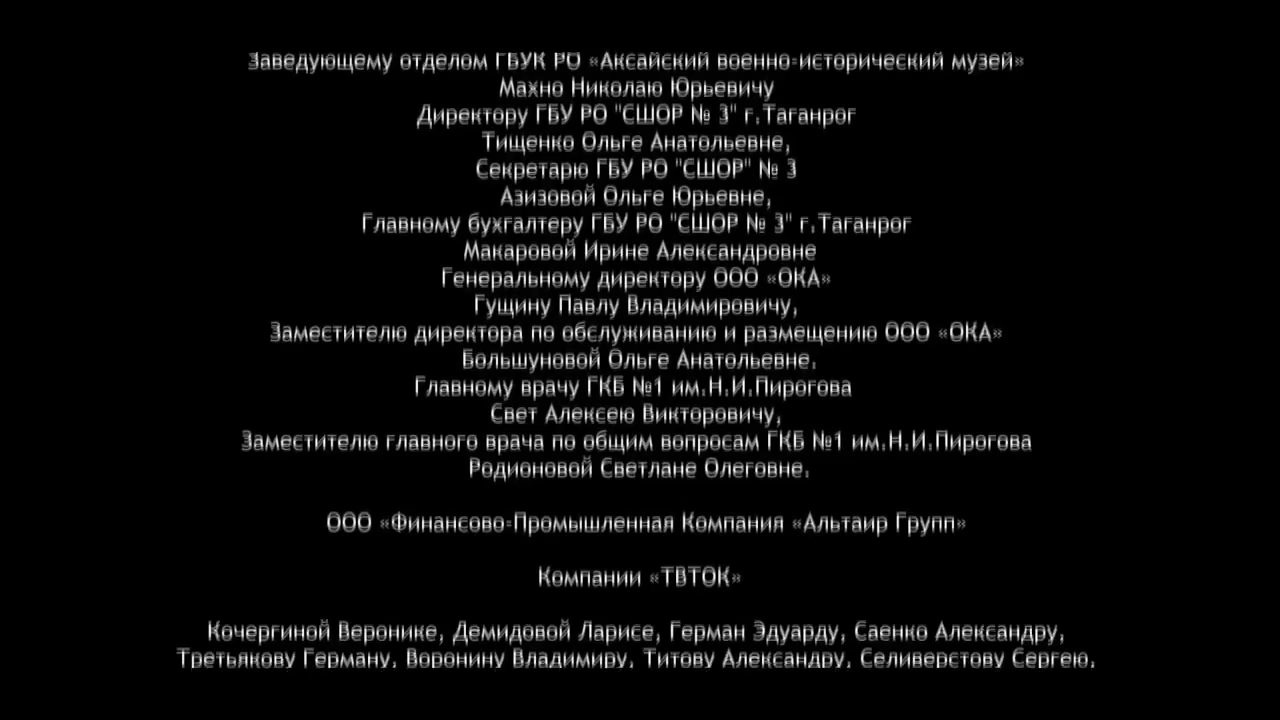 Заведующему отделом ГБУК РО «Аксайский военно-исторический музей»
Махно Николаю Юрьевичу
Директору ГБУ РО "СШОР № 3" г.Таганрог
Тищенко Ольге Анатольевне,
Секретарю ГБУ РО "СШОР" № 3
Азизовой Ольге Юрьевне,
Главному бухгалтеру ГБУ РО "СШОР № 3" г.Таганрог
Макаровой Ирине Александровне
Генеральному директору ООО «ОКА»
Гущину Павлу Владимировичу,
Заместителю директора по обслуживанию и размещению ООО «ОКА»
Большуновой Ольге Анатольевне.
Главному врачу ГКБ №1 им.Н.И.Пирогова
Свет Алексею Викторовичу,
Заместителю главного врача по общим вопросам ГКБ №1 им.Н.И.Пирогова
Родионовой Светлане Олеговне.
ООО «Финансово-Промышленная Компания «Альтаир Групп»
Компании «ТВТОК»
Кочергиной Веронике, Демидовой Ларисе, Герман Эдуарду, Саенко Александру,
Третьякову Герману, Воронину Владимиру, Титову Александру, Селиверстову Сергею,